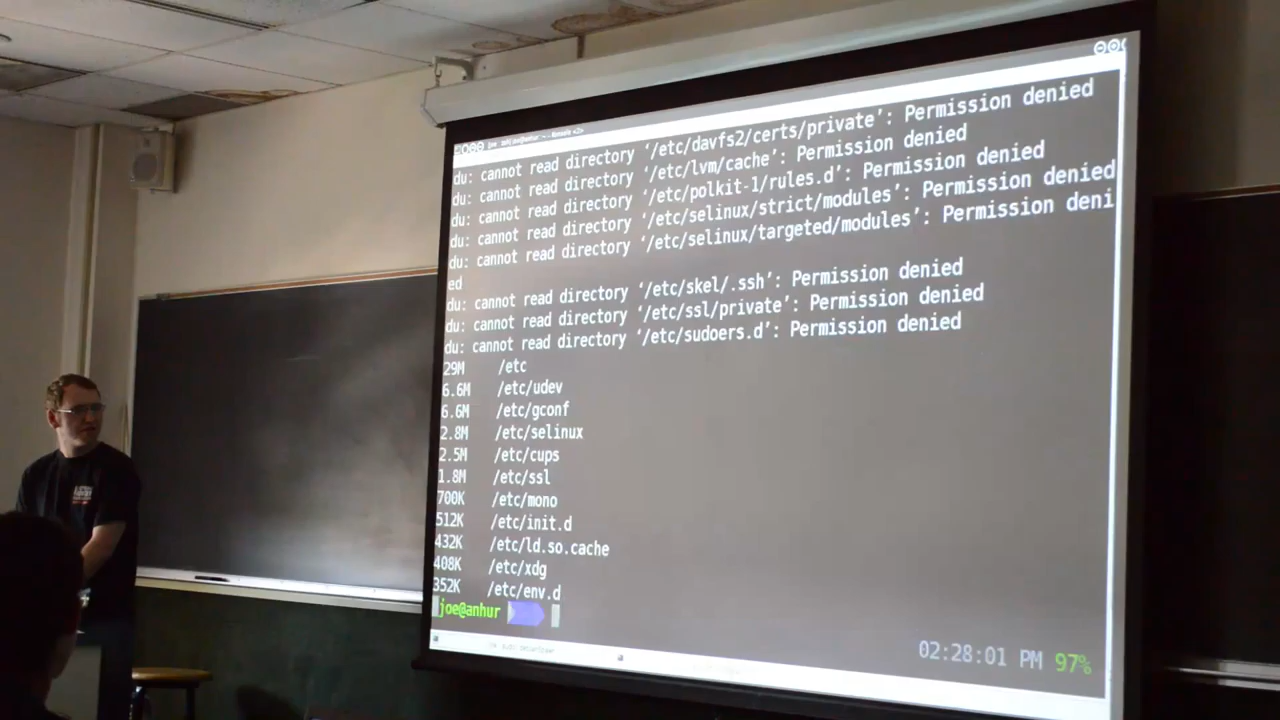 du: cannot read directory ‘/etc/davfs2/certs/private’: Permission denied
du: cannot read directory ‘/etc/lvm/cache’: Permission denied
du: cannot read directory ‘/etc/polkit-1/rules.d’: Permission denied
du: cannot read directory ‘/etc/selinux/strict/modules’: Permission denied
du: cannot read directory ‘/etc/selinux/targeted/modules’: Permission deni
ed
du: cannot read directory ‘/etc/skel/.ssh’: Permission denied
du: cannot read directory ‘/etc/ssl/private’: Permission denied
du: cannot read directory ‘/etc/sudoers.d’: Permission denied
29M /etc
6.6M /etc/udev
6.6M /etc/gconf
2.8M /etc/selinux
2.5M /etc/cups
1.8M /etc/ssl
700K /etc/mono
512K /etc/init.d
432K /etc/ld.so.cache
408K /etc/xdg
352K /etc/env.d
joe@anhur
02:28:01 PM 97%